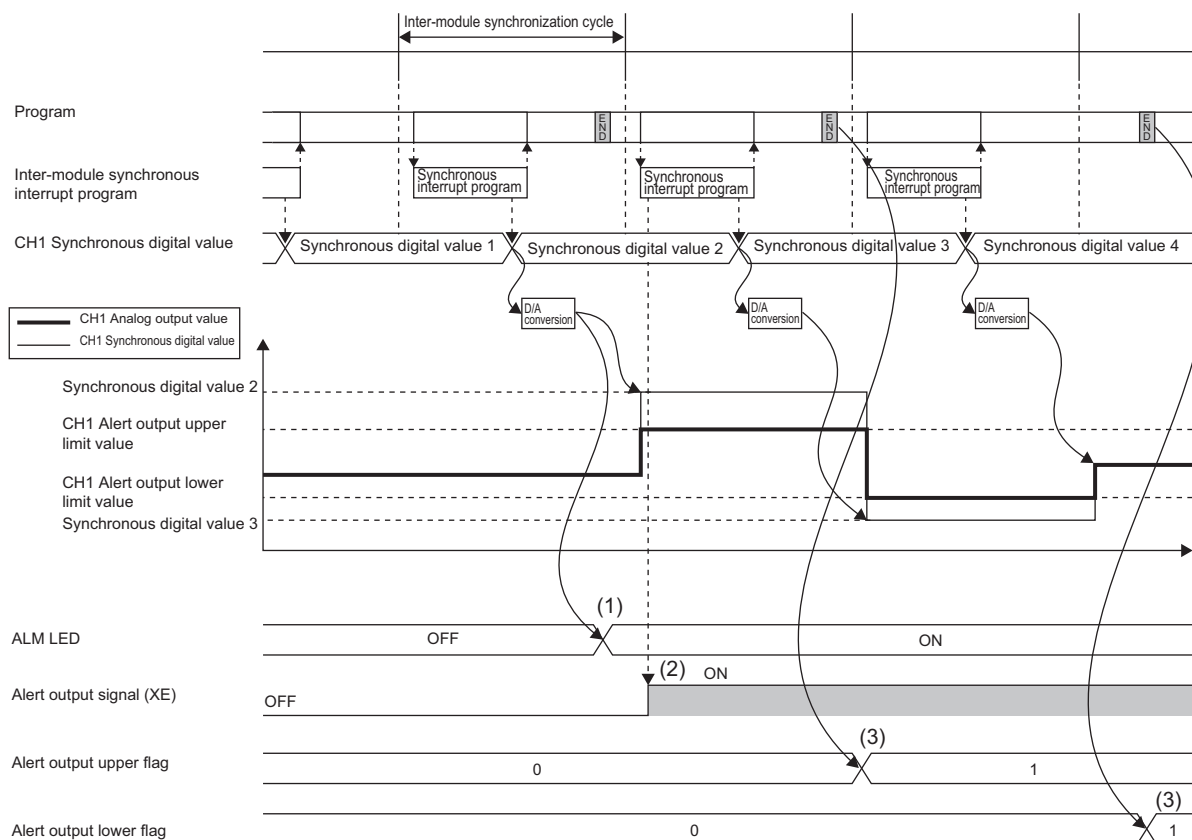 Inter-module synchronization cycle
Program
END
END
END
Inter-module synchronous
interrupt program
Synchronous
interrupt program
Synchronous
interrupt program
Synchronous
interrupt program
CH1 Synchronous digital value
Synchronous digital value 1
Synchronous digital value 2
Synchronous digital value 3
Synchronous digital value 4
D/A
conversion
D/A
conversion
D/A
conversion
CH1 Analog output value
CH1 Synchronous digital value
Synchronous digital value 2
CH1 Alert output upper
limit value
CH1 Alert output lower
limit value
Synchronous digital value 3
(1)
ALM LED
OFF
ON
(2)
ON
Alert output signal (XE)
OFF
(3)
Alert output upper flag
0
1
(3)
Alert output lower flag
0
1